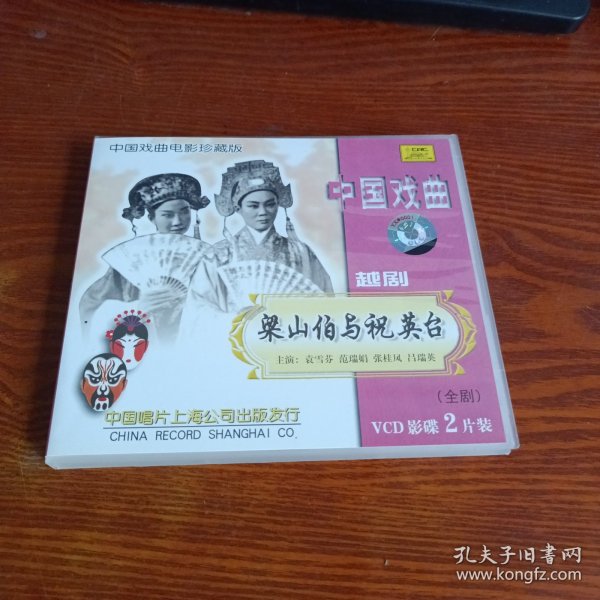 中国戏曲电影珍藏版
CRC
中国戏曲
越剧
梁山伯与祝英台
主演：袁雪芬 范瑞娟 张桂凤 吕瑞英
（全剧）
中国唱片上海公司出版发行
CHINA RECORD SHANGHAI CO.
VCD 影碟 2 片装
孔夫子旧书网
www.kongfz.com